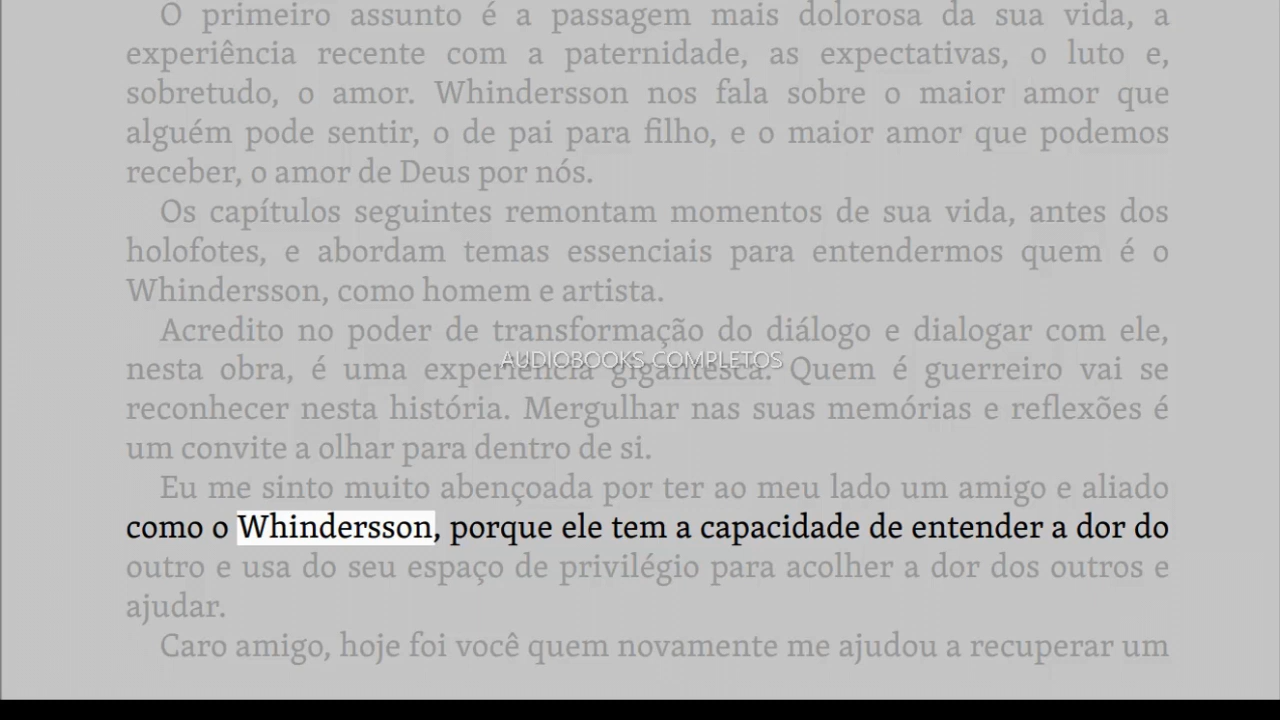 O primeiro assunto é a passagem mais dolorosa da sua vida, a
experiência recente com a paternidade, as expectativas, o luto e,
sobretudo, o amor. Whindersson nos fala sobre o maior amor que
alguém pode sentir, o de pai para filho, e o maior amor que podemos
receber, o amor de Deus por nós.
Os capítulos seguintes remontam momentos de sua vida, antes dos
holofotes, e abordam temas essenciais para entendermos quem é o
Whindersson, como homem e artista.
Acredito no poder de transformação do diálogo e dialogar com ele,
AUDIOBOOKS COMPLETOS
nesta obra, é uma experiência gigantesca. Quem é guerreiro vai se
reconhecer nesta história. Mergulhar nas suas memórias e reflexões é
um convite a olhar para dentro de si.
Eu me sinto muito abençoada por ter ao meu lado um amigo e aliado
como o Whindersson, porque ele tem a capacidade de entender a dor do
outro e usa do seu espaço de privilégio para acolher a dor dos outros e
ajudar.
Caro amigo, hoje foi você quem novamente me ajudou a recuperar um